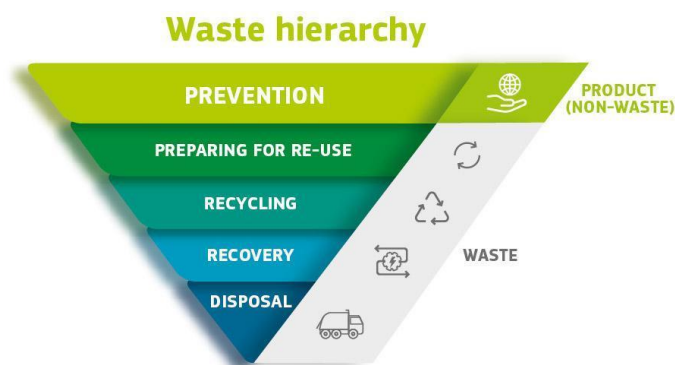 Waste hierarchy
PREVENTION
PRODUCT
(NON-WASTE)
PREPARING FOR RE-USE
RECYCLING
RECOVERY
WASTE
DISPOSAL